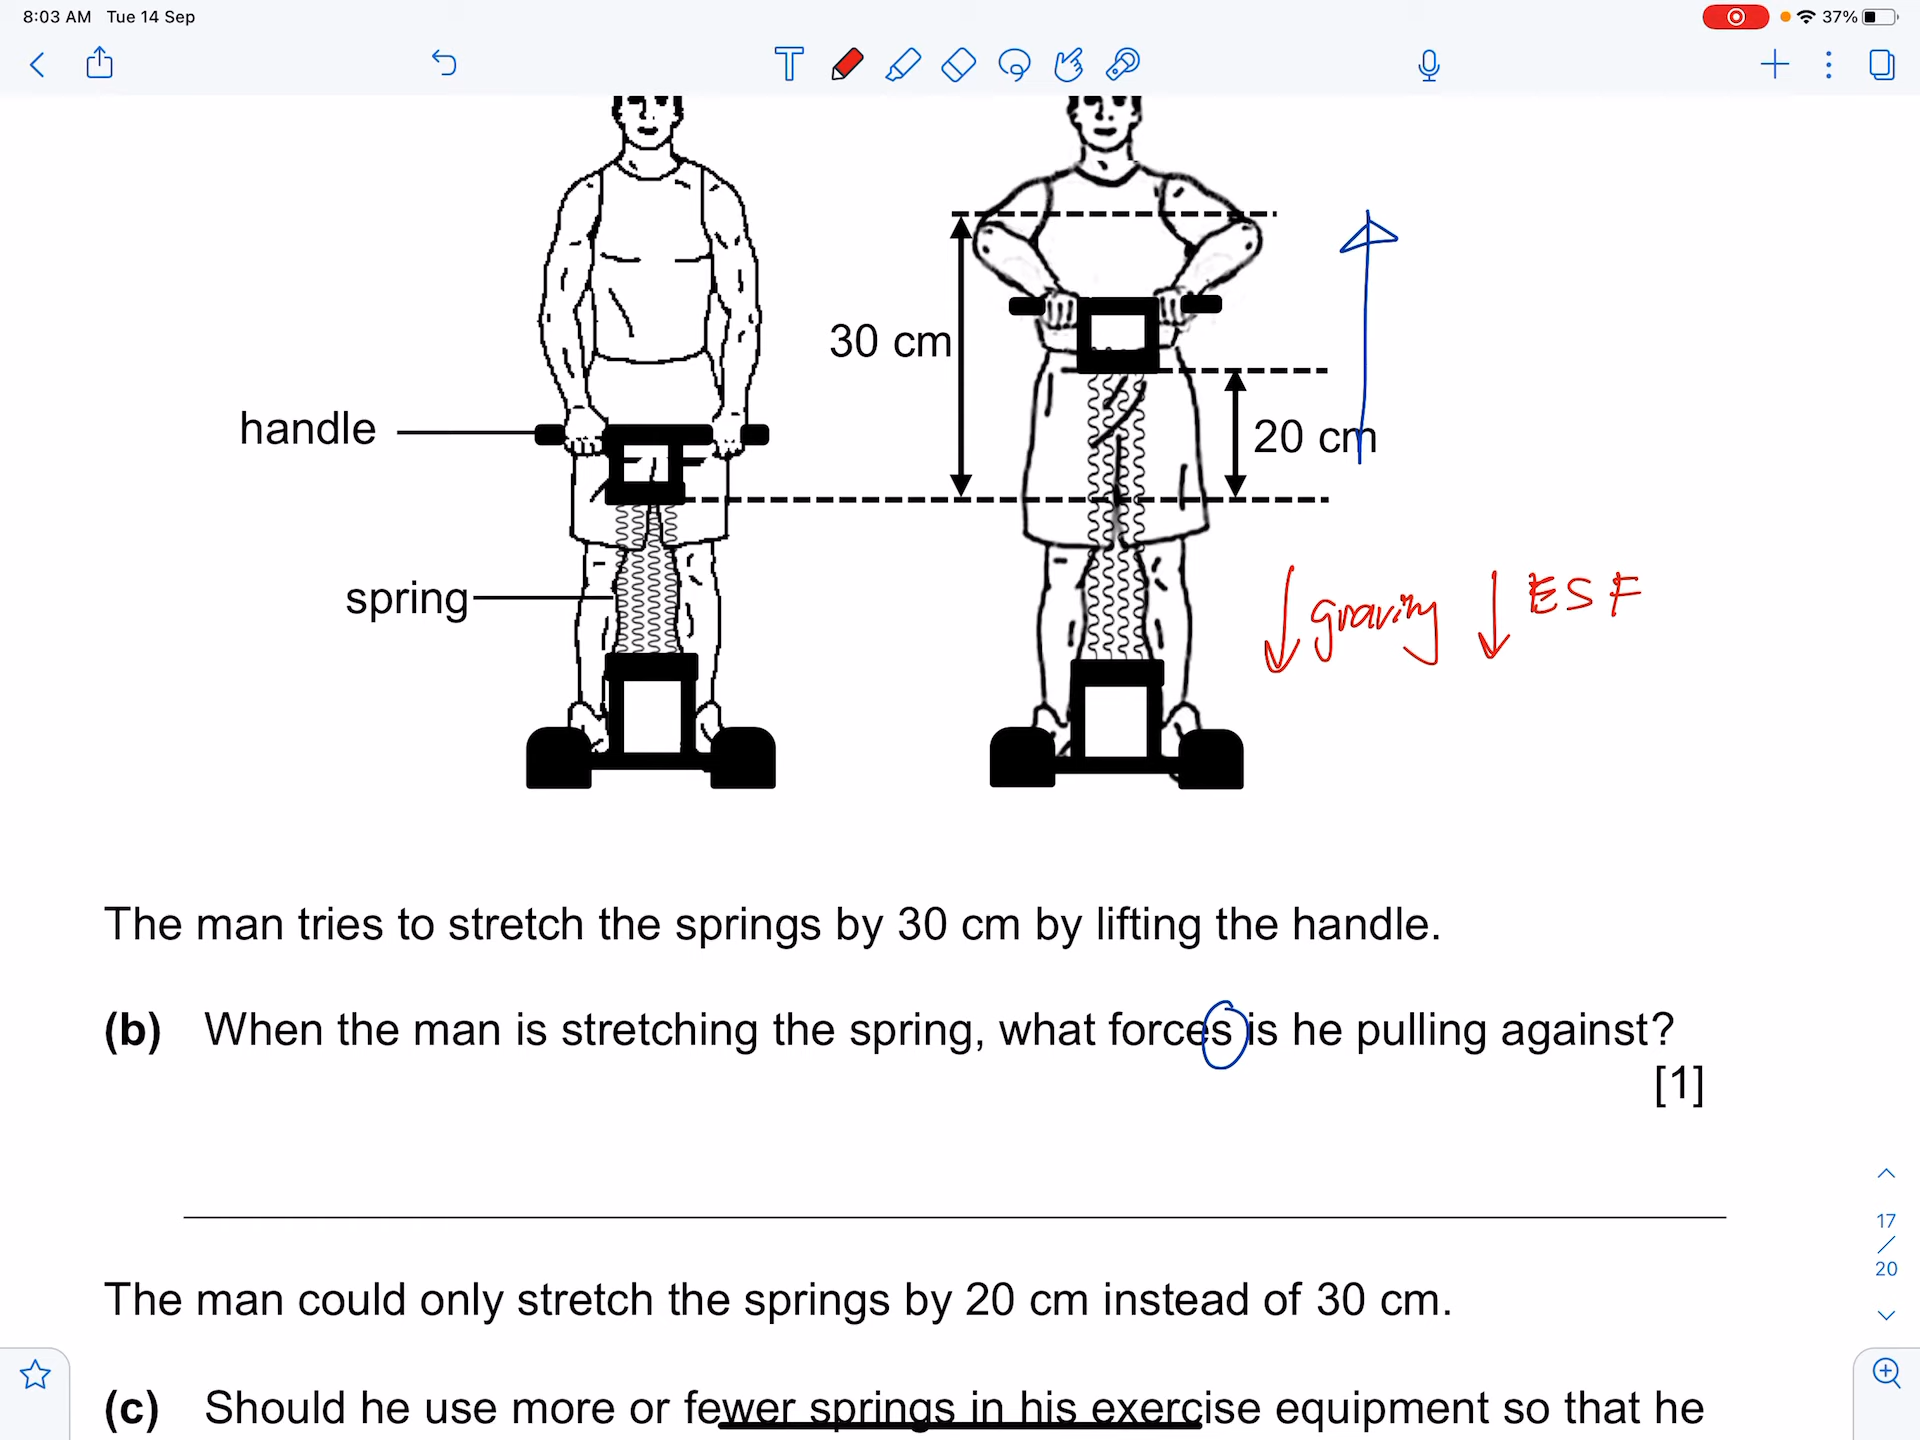 8:03 AM Tue 14 Sep
37%
T
30 cm
handle
20 cm
spring
gravity
ESF
The man tries to stretch the springs by 30 cm by lifting the handle.
(b) When the man is stretching the spring, what forces is he pulling against?
[1]
17
/
20
The man could only stretch the springs by 20 cm instead of 30 cm.
(c) Should he use more or fewer springs in his exercise equipment so that he